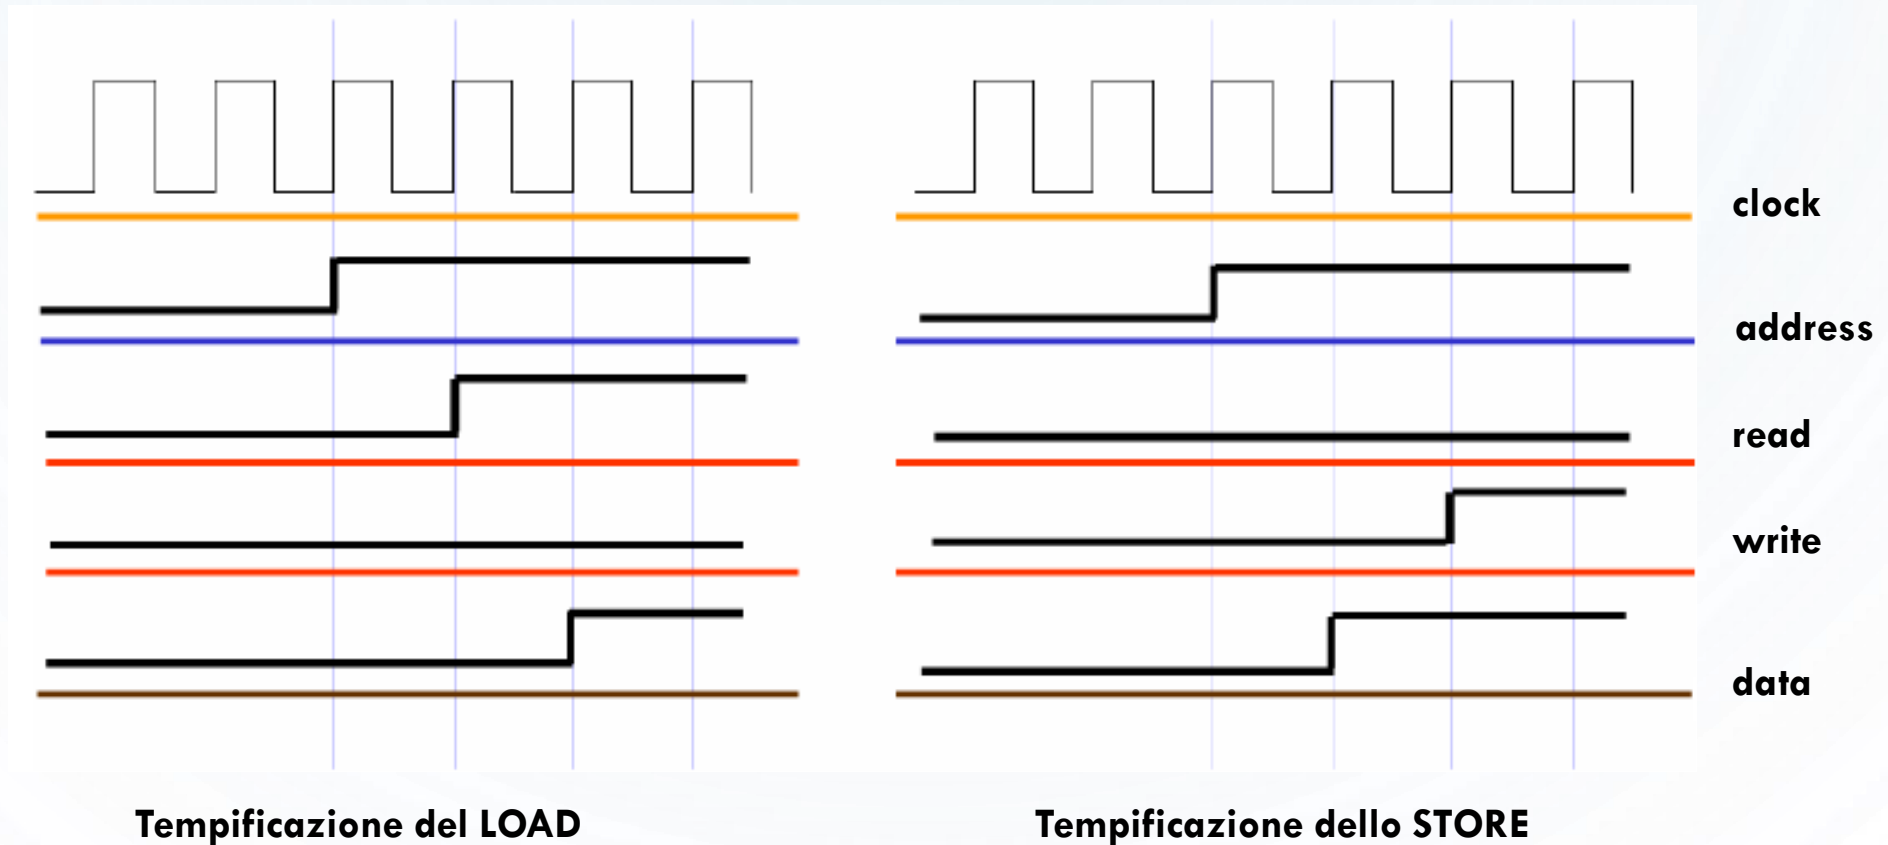 clock
address
read
write
data
Tempificazione del LOAD
Tempificazione dello STORE